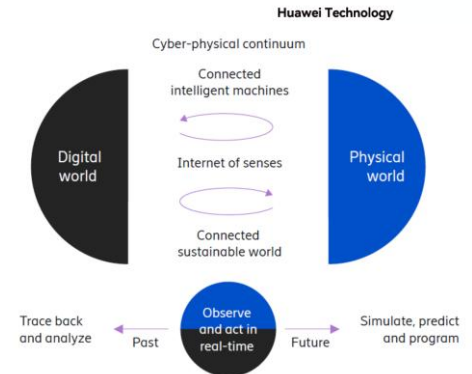 Huawei Technology
Cyber-physical continuum
Connected
intelligent machines
Digital
world
Internet of senses
Physical
world
Connected
sustainable world
Trace back
and analyze
Past
Observe
and act in
real-time
Future
Simulate, predict
and program